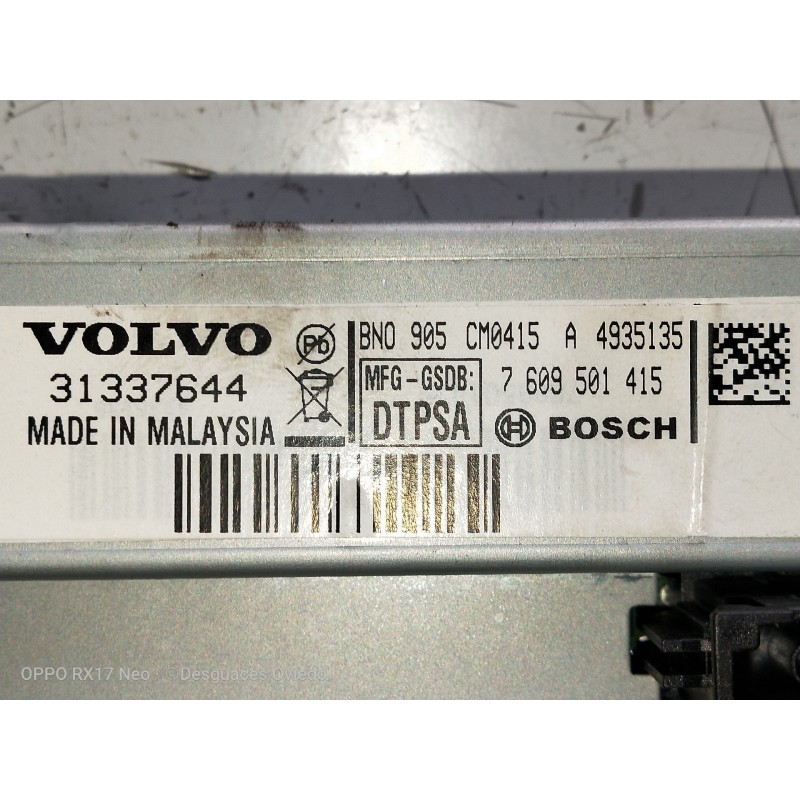 VOLVO
Pb
31337644
MADE IN MALAYSIA
BNO 905 CM0415 A 4935135
MFG-GSDB:
DTPSA
7 609 501 415
BOSCH
OPPO RX17 Neo · ©Desguaces Oviedo